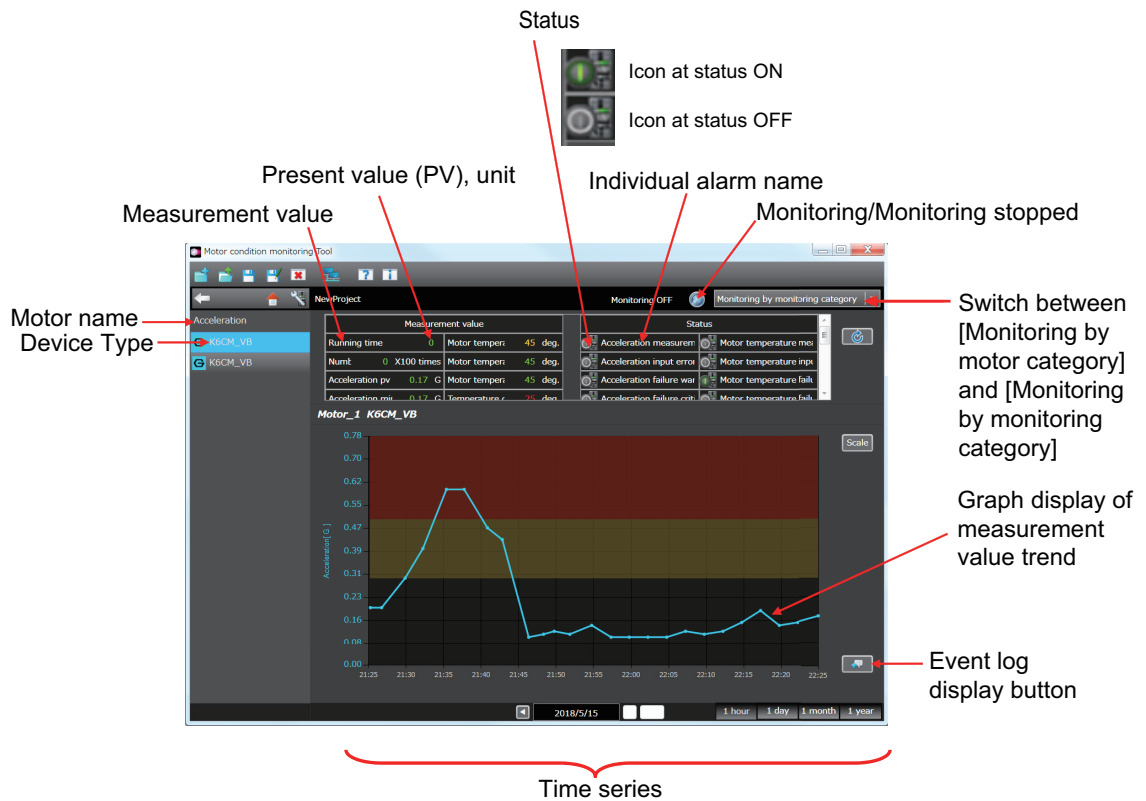 Status
Icon at status ON
Icon at status OFF
Present value (PV), unit
Individual alarm name
Measurement value
Monitoring/Monitoring stopped
Motor condition monitoring Tool
NewProject
Monitoring OFF
Monitoring by monitoring category
Switch between
[Monitoring by
motor category]
and [Monitoring
by monitoring
category]
Motor name
Device Type
Acceleration
K6CM_VB
K6CM_VB
Measurement value
Status
Running time 0 Motor tempera 45 deg.
Numb 0 X100 times Motor tempera 45 deg.
Acceleration pv 0.17 G Motor tempera 45 deg.
Acceleration mi 0.17 G Temperature 25 deg
Acceleration measurem Motor temperature mea
Acceleration input error Motor temperature inpu
Acceleration failure war Motor temperature failu
Acceleration failure criti Motor temperature failu
Motor_1 K6CM_VB
Scale
Acceleration[ G ]
0.78
0.70
0.62
0.55
0.47
0.39
0.31
0.23
0.16
0.08
0.00
21:25 21:30 21:35 21:40 21:45 21:50 21:55 22:00 22:05 22:10 22:15 22:20 22:25
Graph display of
measurement
value trend
Event log
display button
2018/5/15
1 hour 1 day 1 month 1 year
Time series